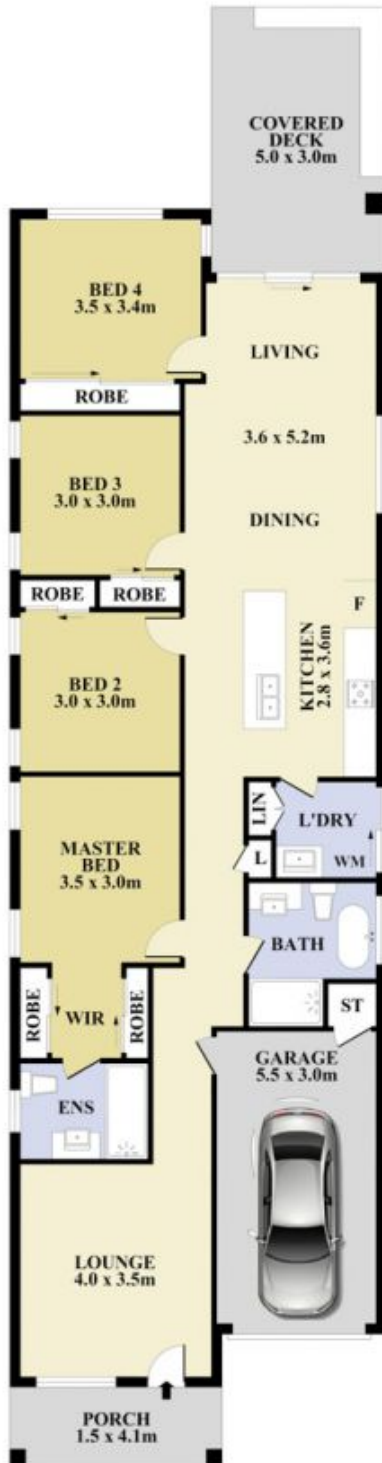 COVERED
DECK
5.0 x 3.0m
BED 4
3.5 x 3.4m
ROBE
LIVING
3.6 x 5.2m
DINING
BED 3
3.0 x 3.0m
ROBE
ROBE
F
KITCHEN
2.8 x 3.6m
BED 2
3.0 x 3.0m
LIN
L'DRY
WM
L
MASTER
BED
3.5 x 3.0m
BATH
ROBE
WIR
ROBE
ST
ENS
GARAGE
5.5 x 3.0m
LOUNGE
4.0 x 3.5m
PORCH
1.5 x 4.1m